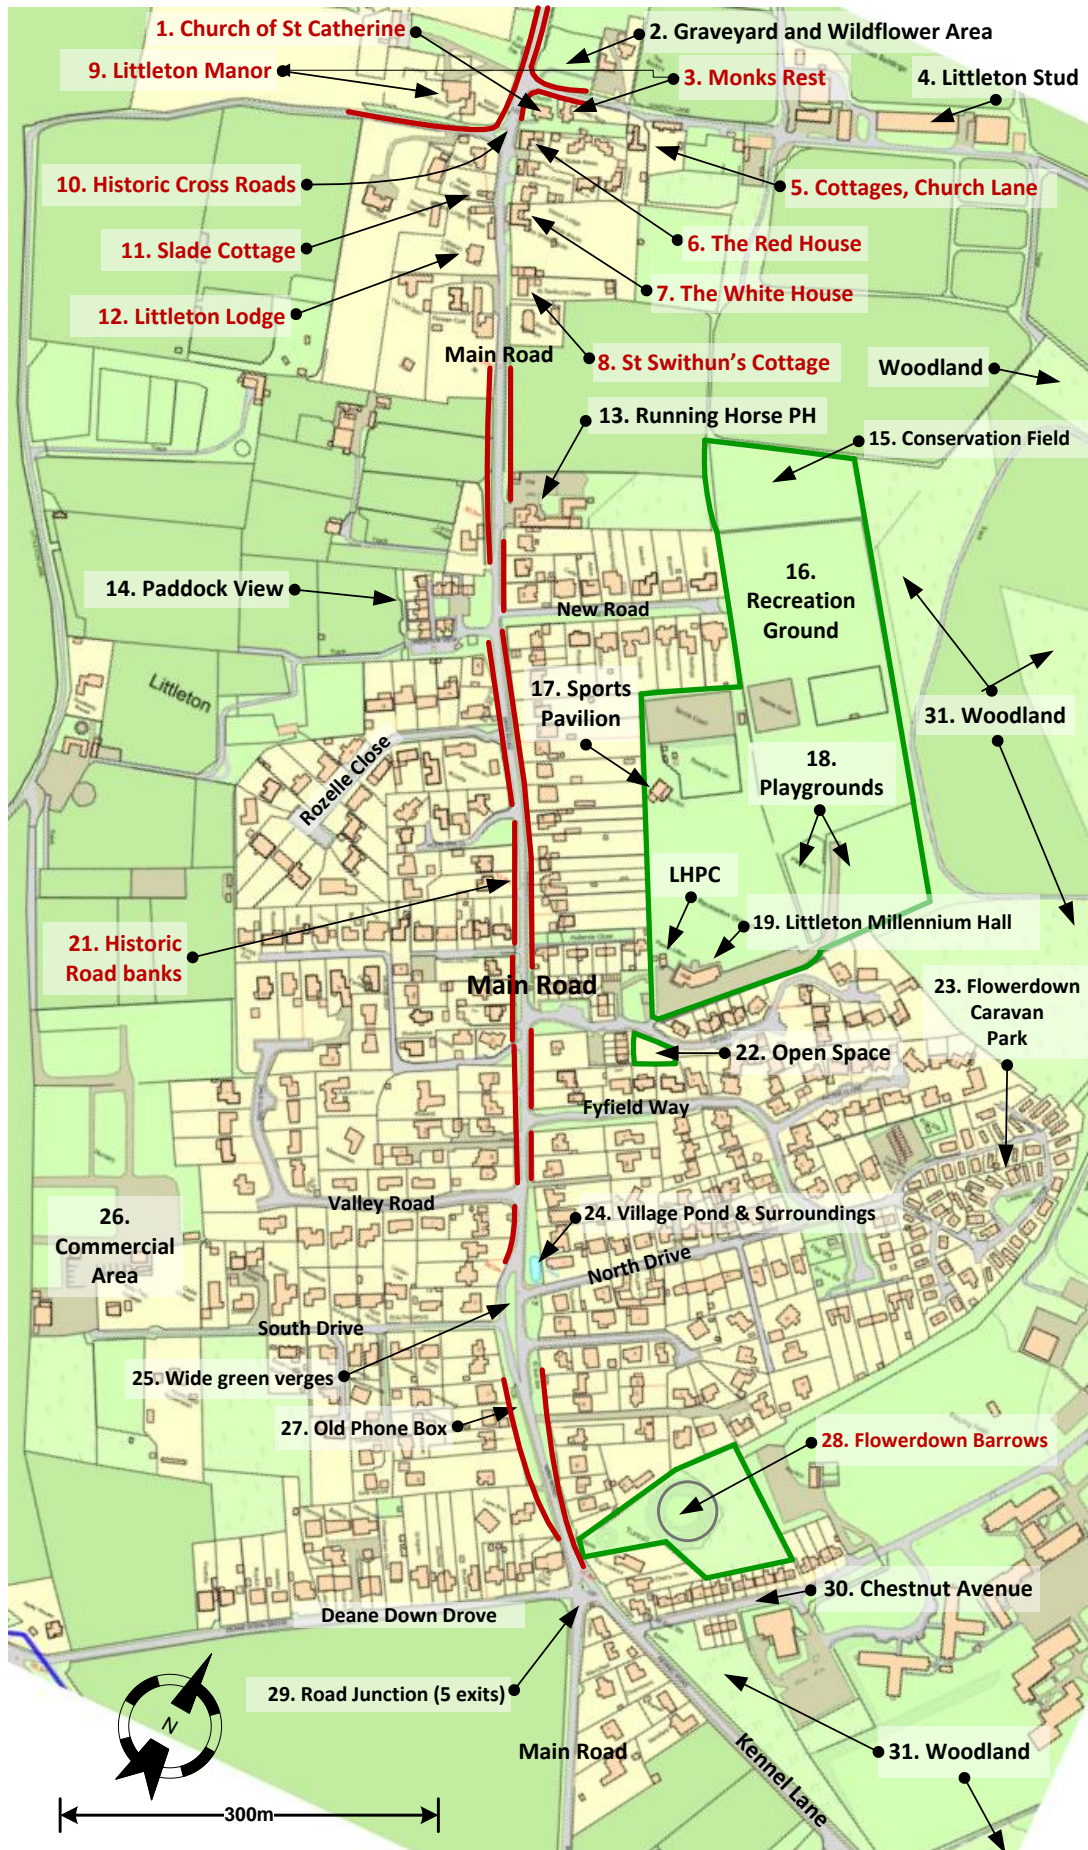 1. Church of St Catherine
2. Graveyard and Wildflower Area
9. Littleton Manor
3. Monks Rest
4. Littleton Stud
10. Historic Cross Roads
5. Cottages, Church Lane
11. Slade Cottage
6. The Red House
7. The White House
12. Littleton Lodge
Main Road
8. St Swithun's Cottage
Woodland
13. Running Horse PH
15. Conservation Field
14. Paddock View
16.
Recreation
Ground
New Road
Littleton
17. Sports
Pavilion
31. Woodland
Rozelle Close
18.
Playgrounds
LHPC
19. Littleton Millennium Hall
21. Historic
Road banks
Main Road
23. Flowerdown
Caravan
Park
22. Open Space
Fyfield Way
Valley Road
26.
Commercial
Area
24. Village Pond & Surroundings
North Drive
South Drive
25. Wide green verges
27. Old Phone Box
28. Flowerdown Barrows
30. Chestnut Avenue
Deane Down Drove
29. Road Junction (5 exits)
N
Main Road
Kennel Lane
31. Woodland
300m